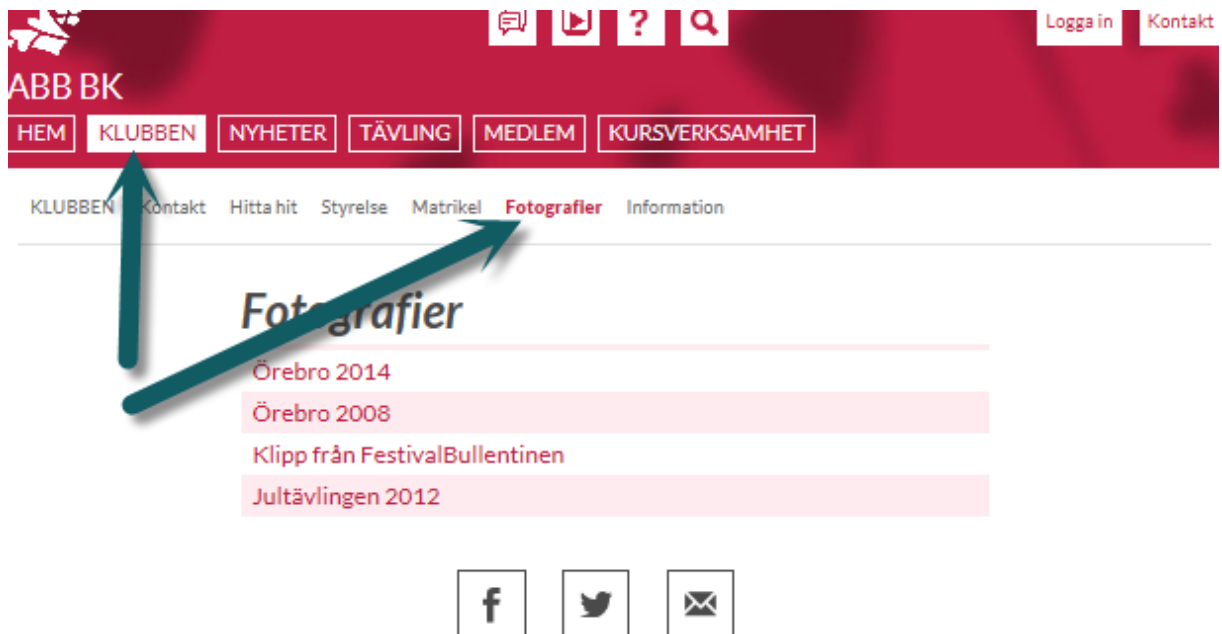 Logga in Kontakt
ABB BK
HEM KLUBBEN NYHETER TÄVLING MEDLEM KURSVERKSAMHET
KLUBBEN Kontakt Hitta hit Styrelse Matrikel Fotografier Information
Fotografier
Örebro 2014
Örebro 2008
Klipp från FestivalBullentinen
Jultävlingen 2012